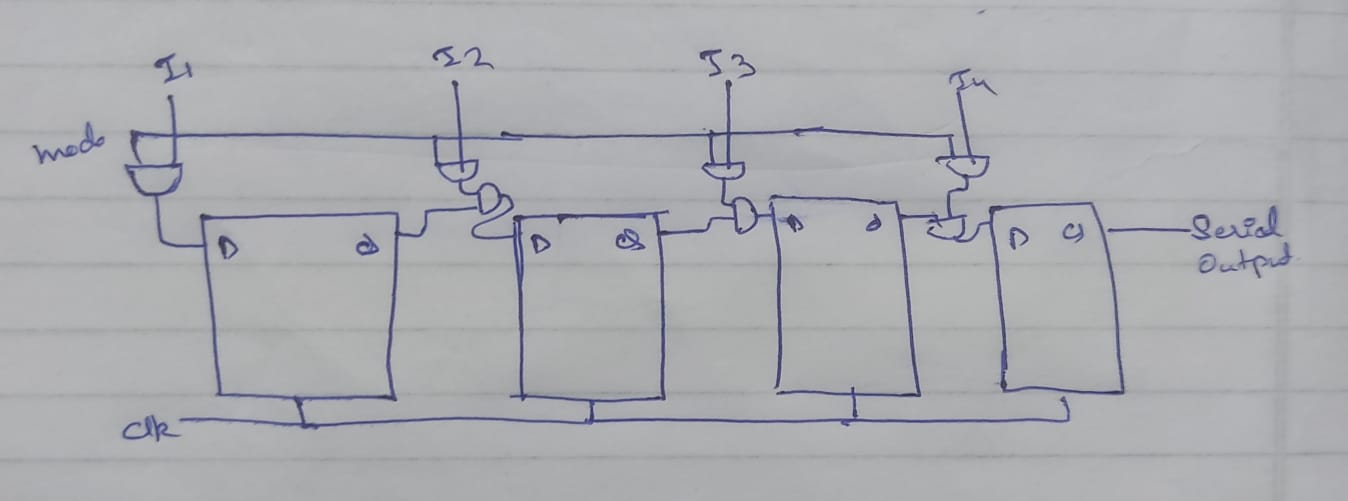 I1 I2 I3 I4
mode
D Q D Q D Q D Q
Serial
Output
Clk